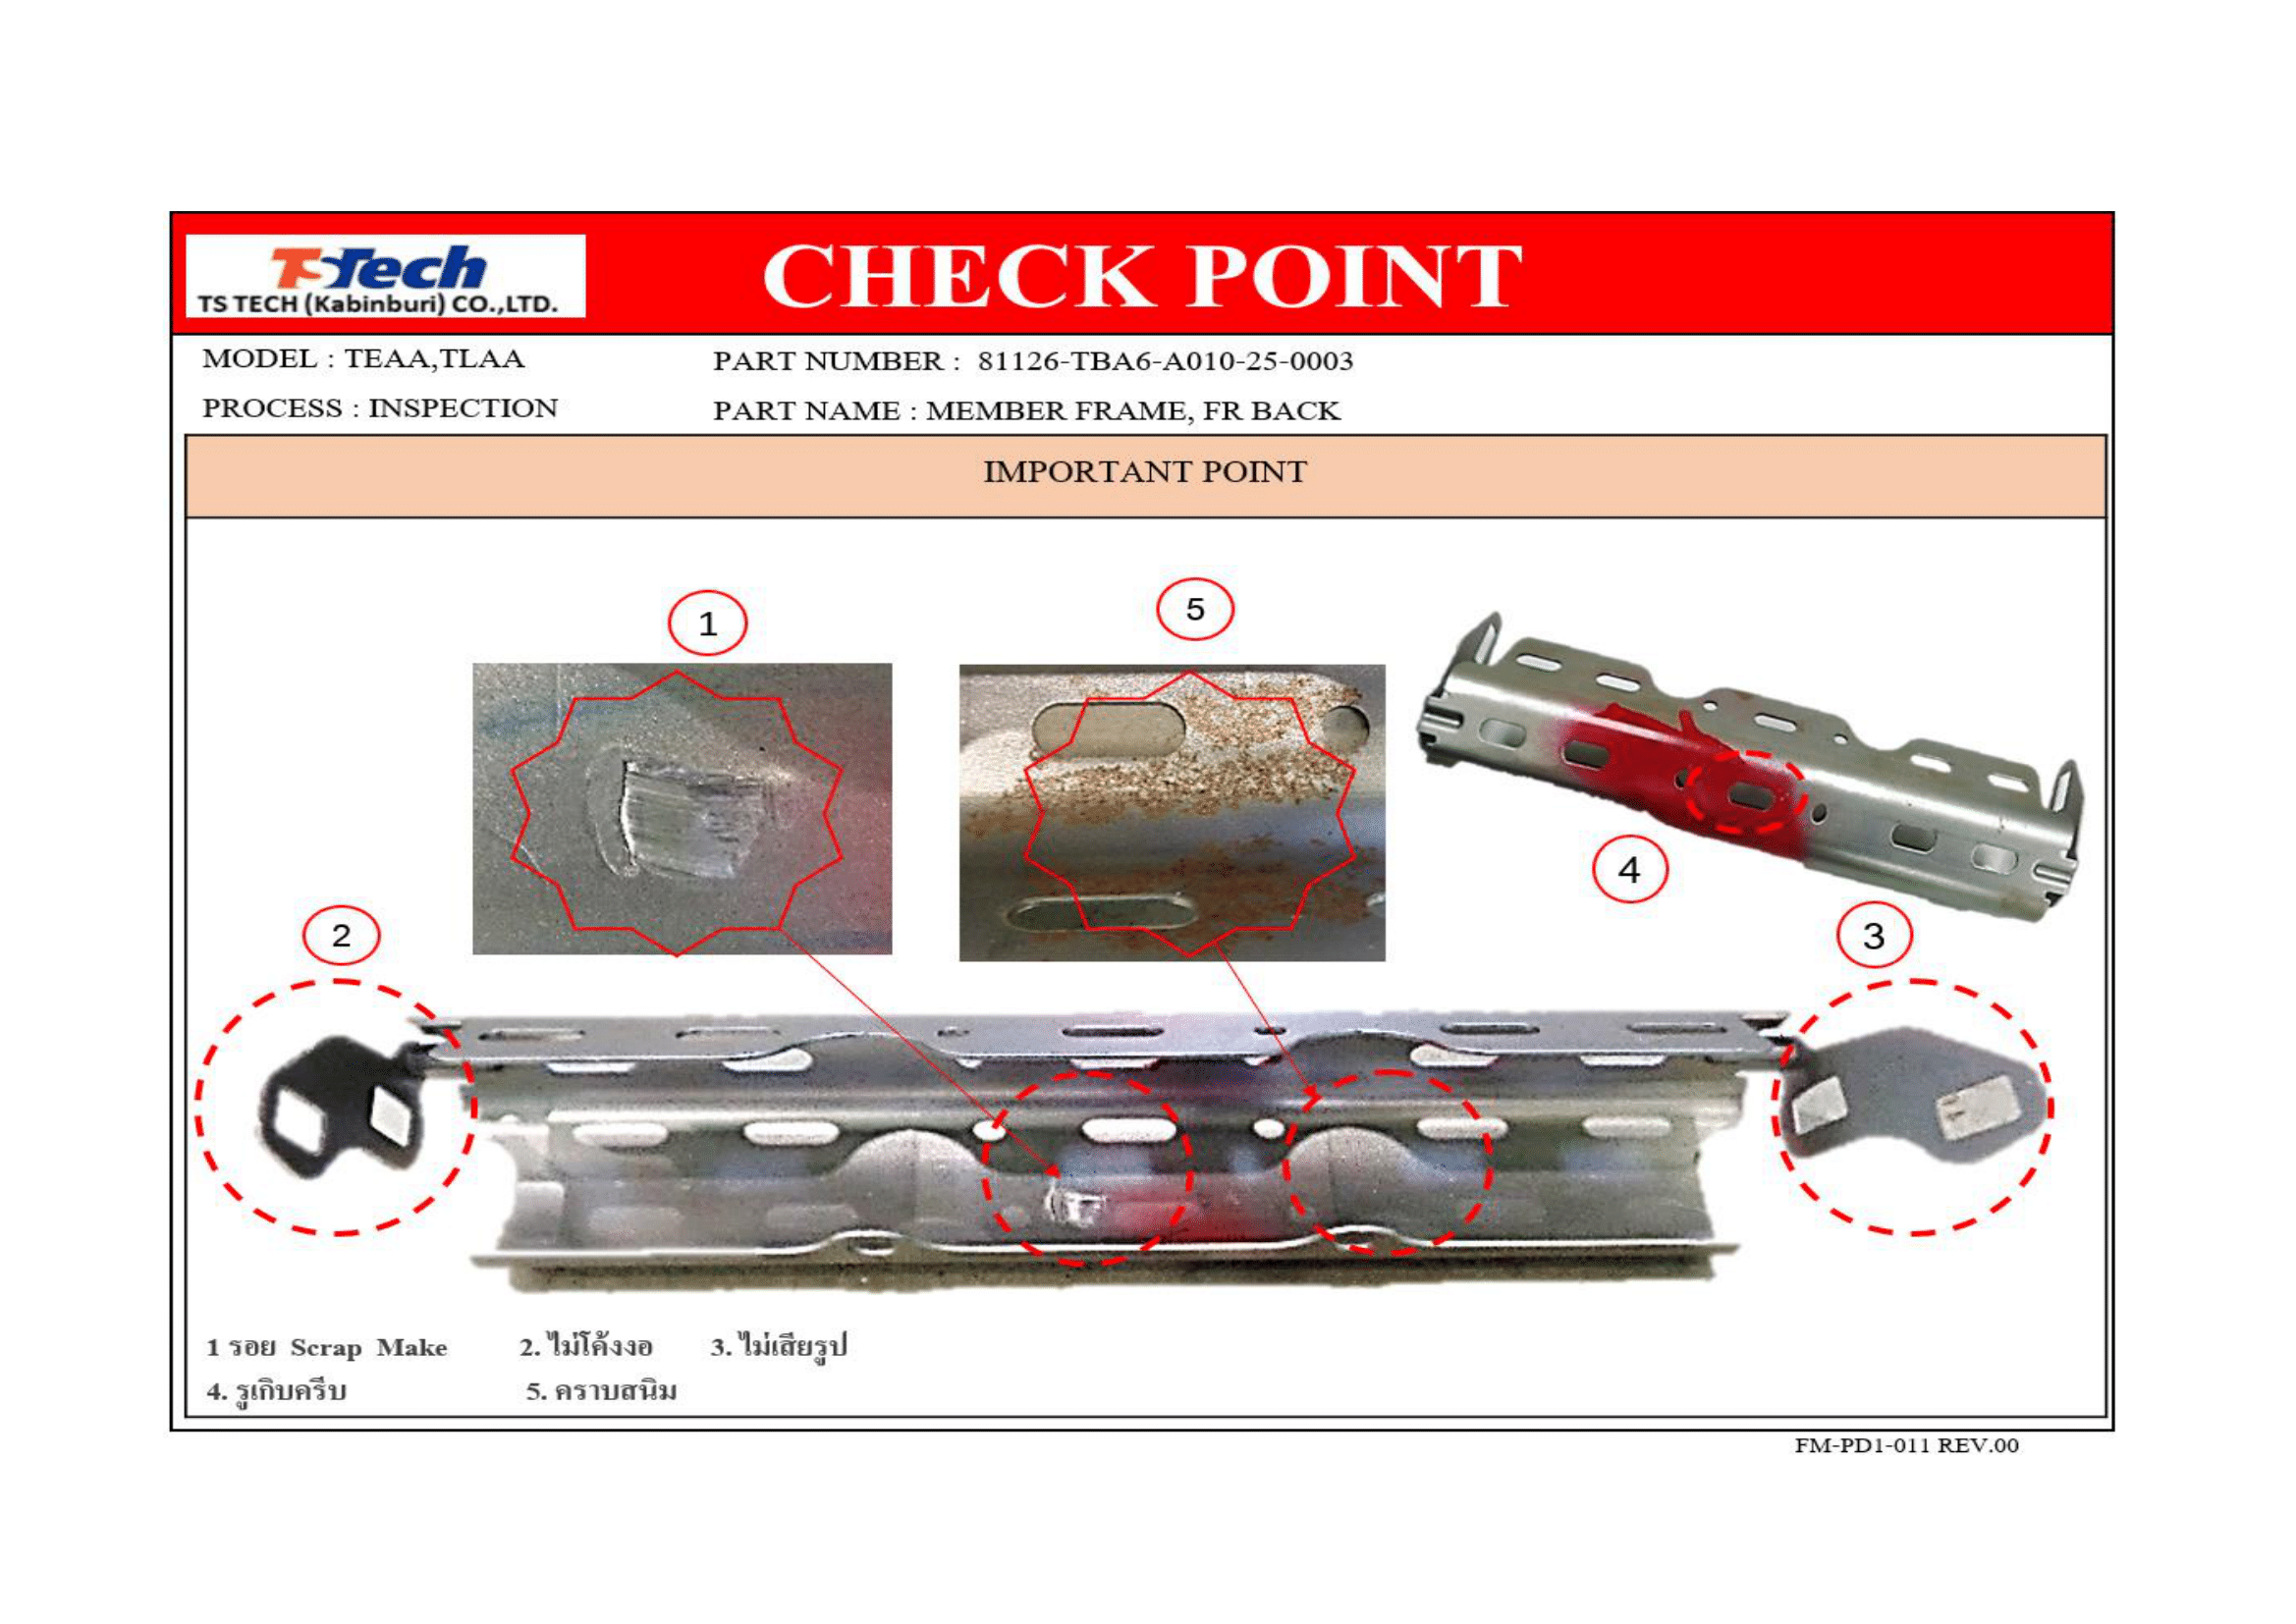 TSTech
TS TECH (Kabinburi) CO.,LTD.
CHECK POINT
MODEL : TEAA,TLAA
PART NUMBER : 81126-TBA6-A010-25-0003
PROCESS : INSPECTION
PART NAME : MEMBER FRAME, FR BACK
IMPORTANT POINT
1
5
4
3
2
1 รอย Scrap Make 2. ไม่โค้งงอ 3. ไม่เสียรูป
4. รูเกิบครีบ 5. คราบสนิม
FM-PD1-011 REV.00